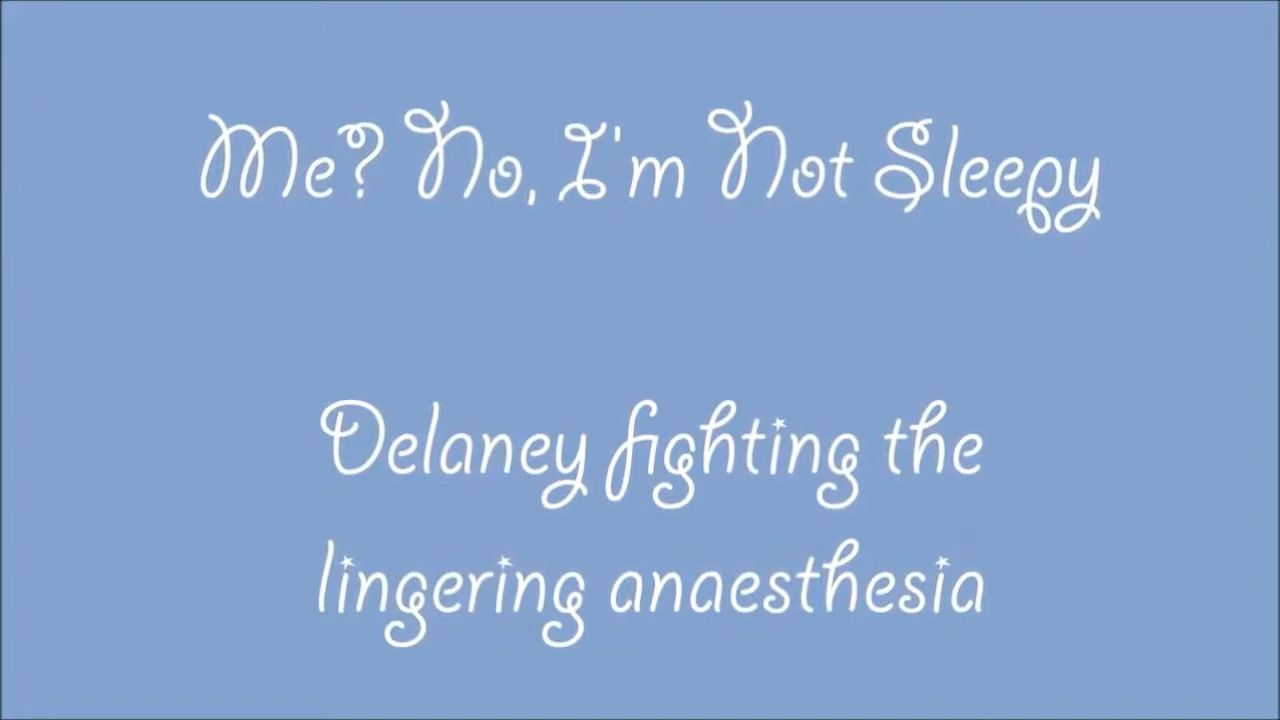 Me? No, I'm Not Sleepy
Delaney fighting the
lingering anaesthesia